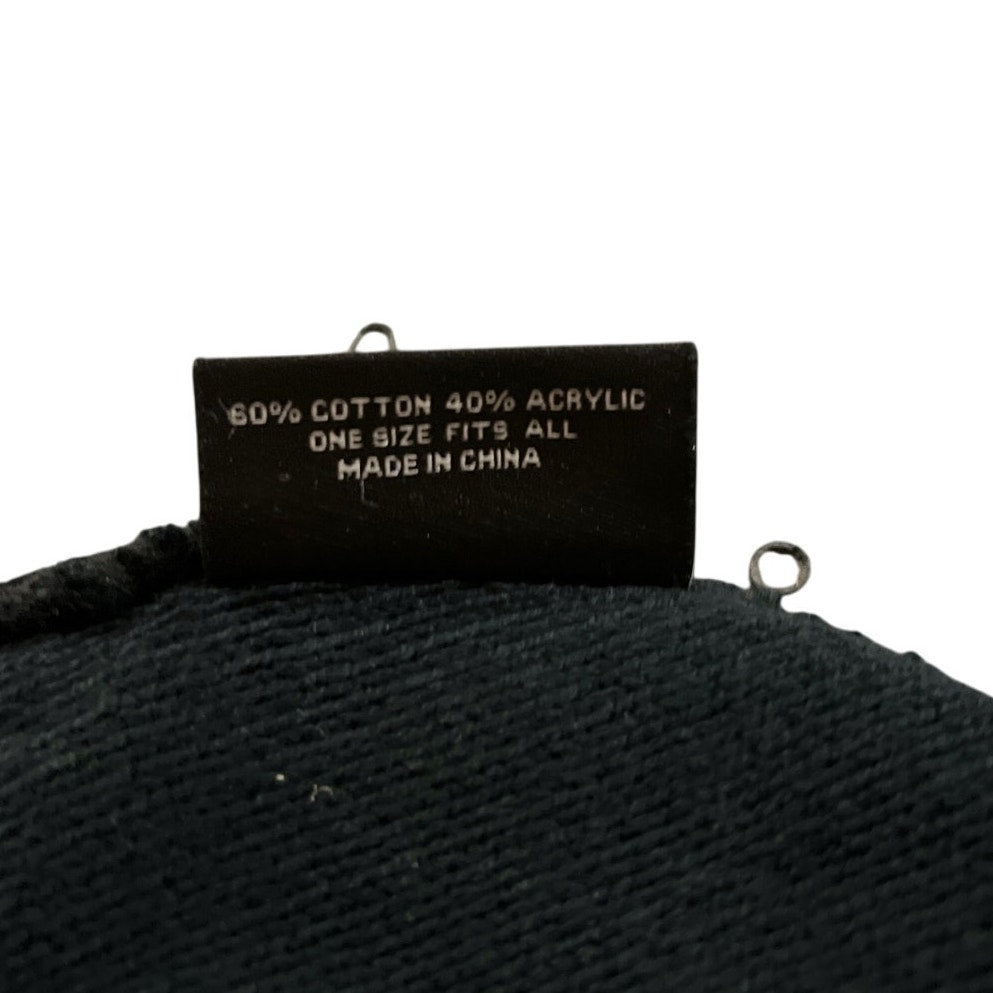 60% COTTON 40% ACRYLIC
ONE SIZE FITS ALL
MADE IN CHINA